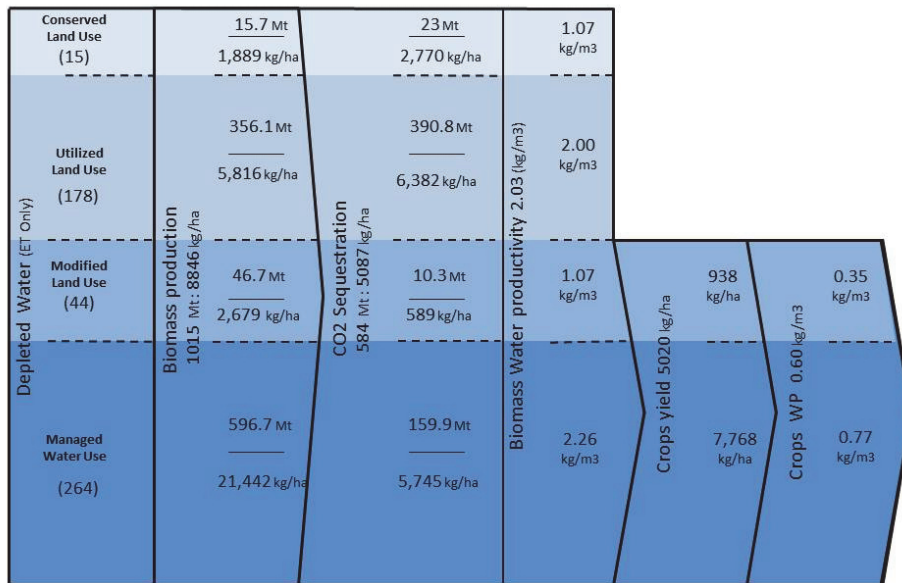 Depleted Water (ET Only)
Conserved
Land Use
(15)
Utilized
Land Use
(178)
Modified
Land Use
(44)
Managed
Water Use
(264)
Biomass production
1015 Mt: 8846 kg/ha
15.7 Mt
1,889 kg/ha
356.1 Mt
5,816 kg/ha
46.7 Mt
2,679 kg/ha
596.7 Mt
21,442 kg/ha
CO2 Sequestration
584 Mt : 5087 kg/ha
23 Mt
2,770 kg/ha
390.8 Mt
6,382 kg/ha
10.3 Mt
589 kg/ha
159.9 Mt
5,745 kg/ha
Biomass Water productivity 2.03 (kg/m3)
1.07
kg/m3
2.00
kg/m3
1.07
kg/m3
2.26
kg/m3
Crops yield 5020 kg/ha
938
kg/ha
7,768
kg/ha
Crops WP 0.60 kg/m3
0.35
kg/m3
0.77
kg/m3